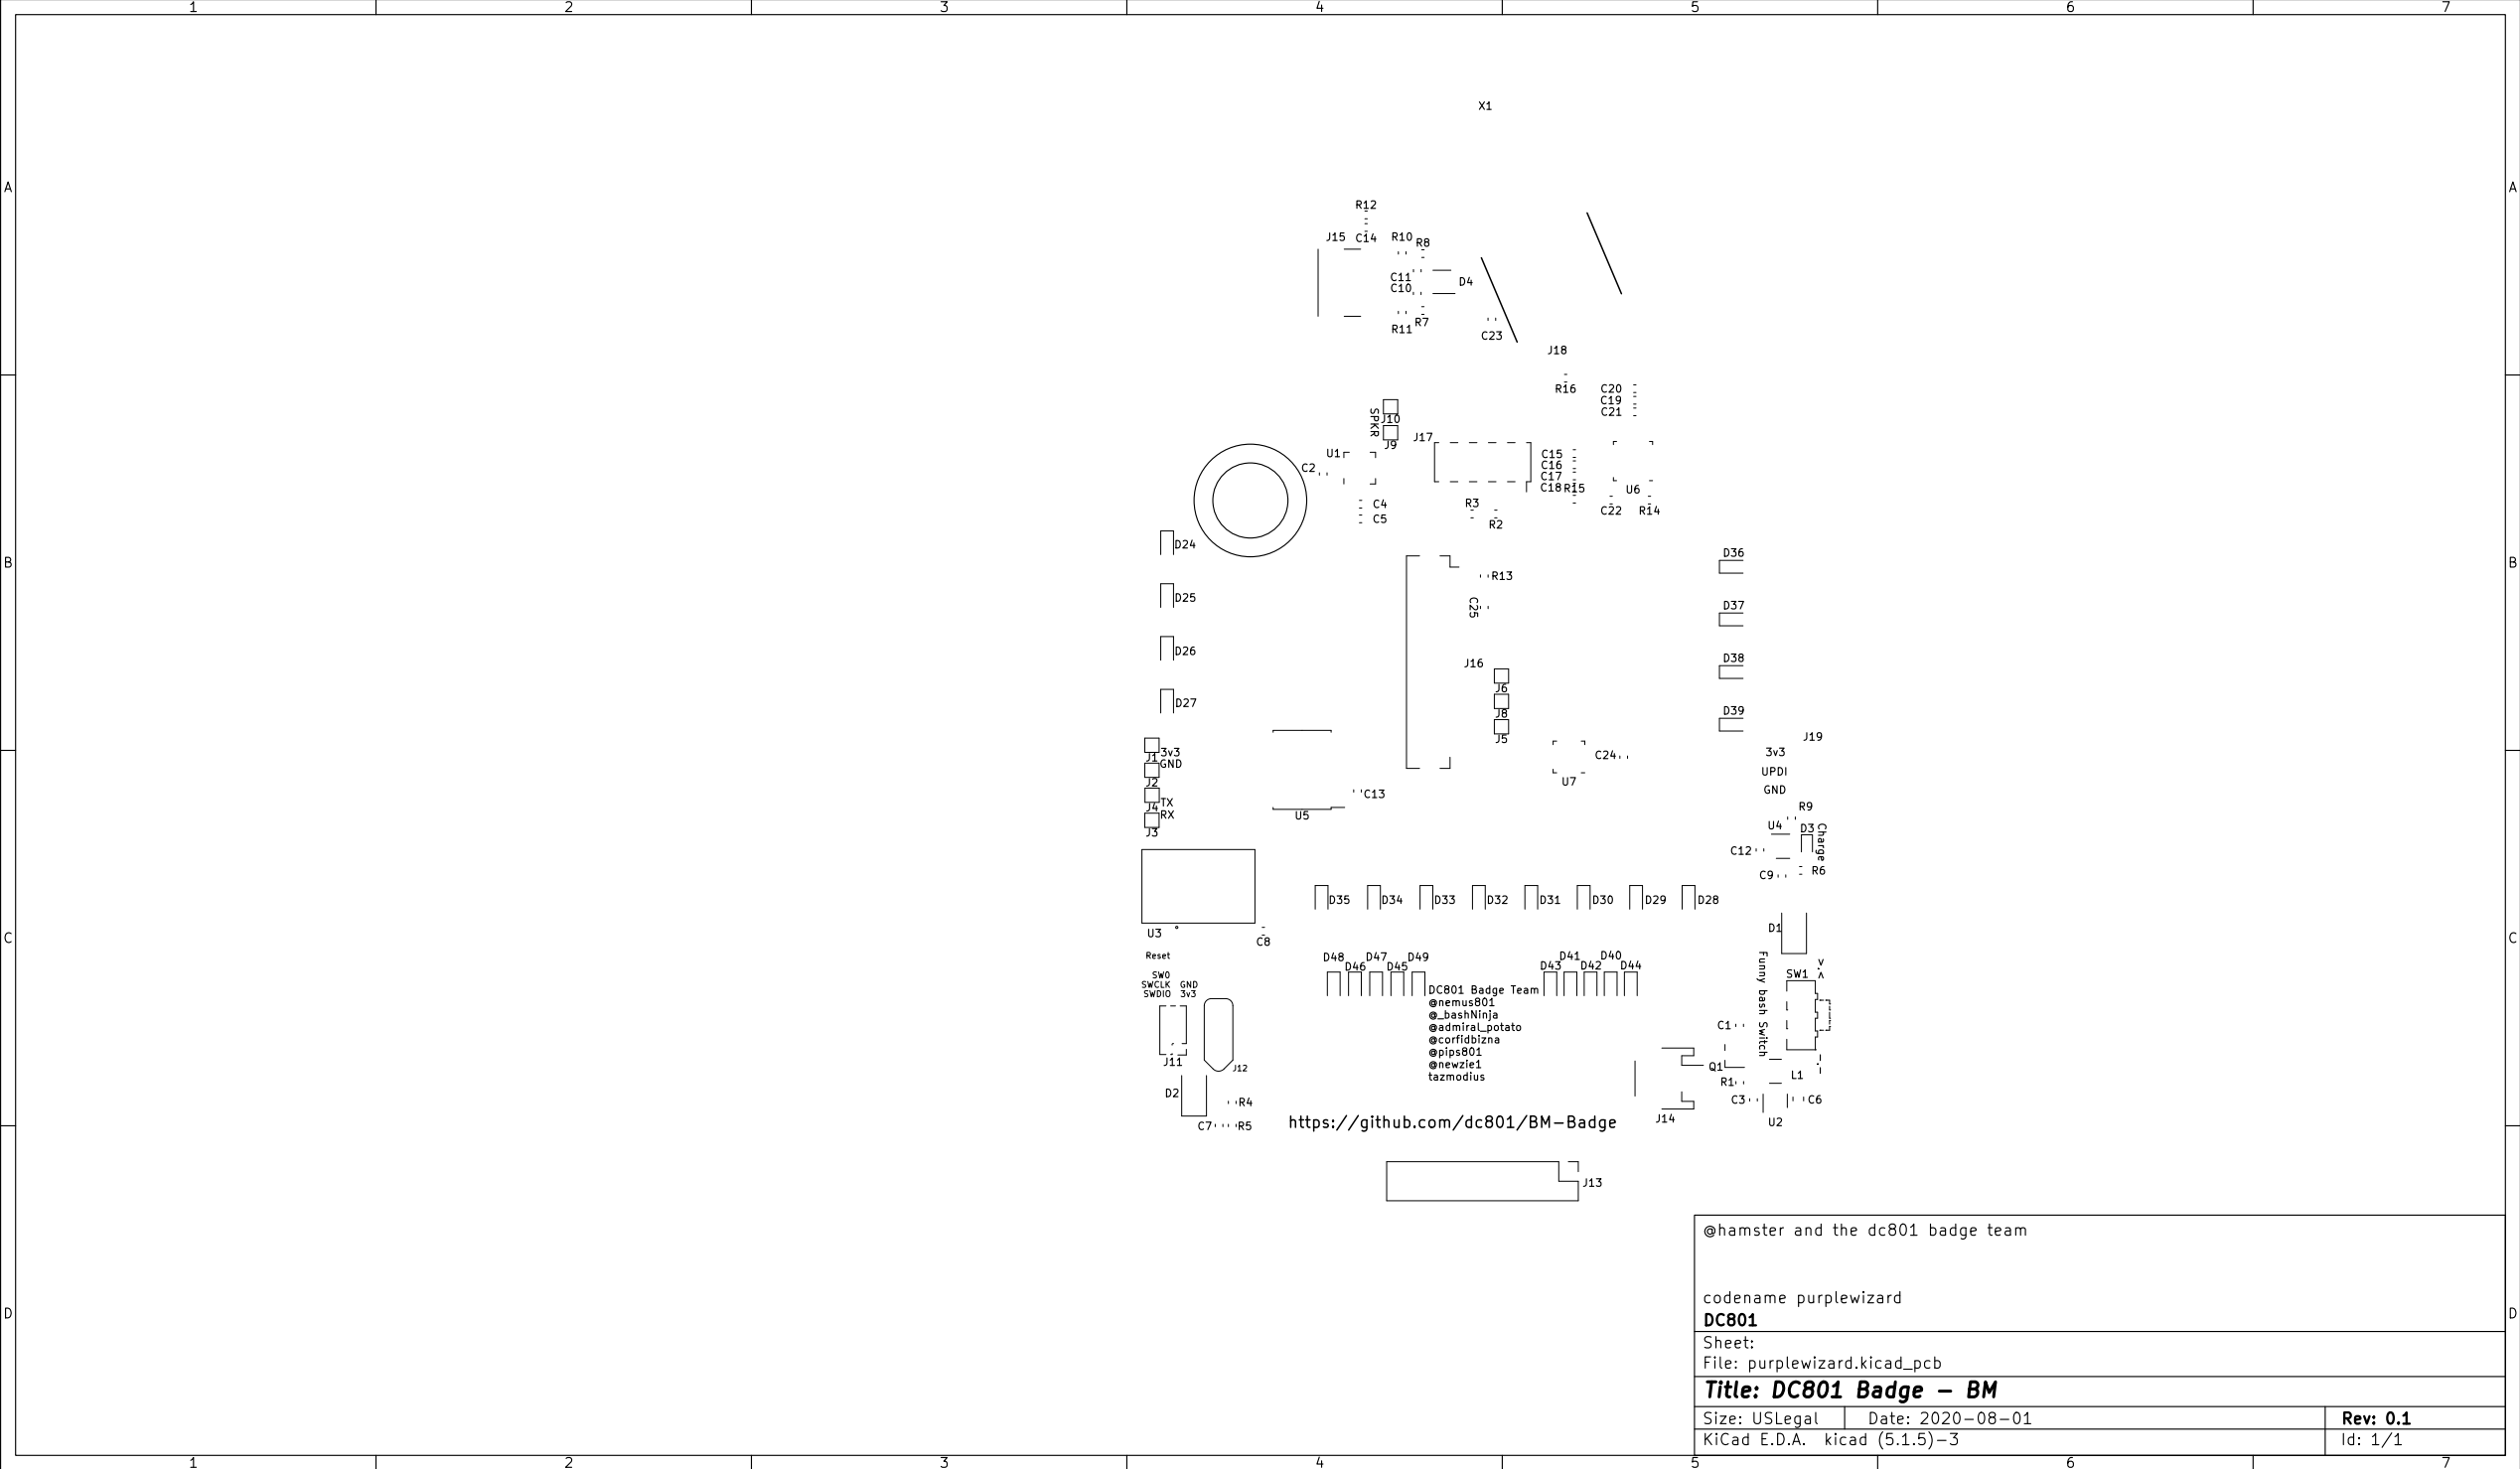 1 2 3 4 5 6 7
A A
X1
R12
J15 C14 R10 R8
C11
C10 D4
R11 R7
C23
J18
R16
C20
C19
C21
SPKR
J10
J9
J17
U1
C2
C15
C16
C17
C18 R15
U6
C4
C5
R3
R2
C22 R14
B B
D24
D25
D26
D27
D36
D37
D38
D39
R13
C25
J16
J6
J8
J5
J19
3v3
UPDI
GND
J1 3v3
GND
J2
J4 TX
RX
J3
C24
U7
C13
U5
R9
U4 D3 Charge
C12
C9 R6
D35 D34 D33 D32 D31 D30 D29 D28
C C
U3
C8
D1
Reset
SW0
SWCLK GND
SWDIO 3v3
D48 D46 D47 D45 D49
D43 D41 D42 D40 D44
Funny bash Switch
SW1
DC801 Badge Team
@nemus801
@_bashNinja
@admiral_potato
@corfidbizna
@pips801
@newzie1
tazmodius
C1
J11
J12
Q1
L1
R1
D2
R4
C3 C6
C7 R5
https://github.com/dc801/BM-Badge
J14
U2
J13
D D
@hamster and the dc801 badge team
codename purplewizard
DC801
Sheet:
File: purplewizard.kicad_pcb
Title: DC801 Badge - BM
Size: USLegal Date: 2020-08-01 Rev: 0.1
KiCad E.D.A. kicad (5.1.5)-3 Id: 1/1
1 2 3 4 5 6 7